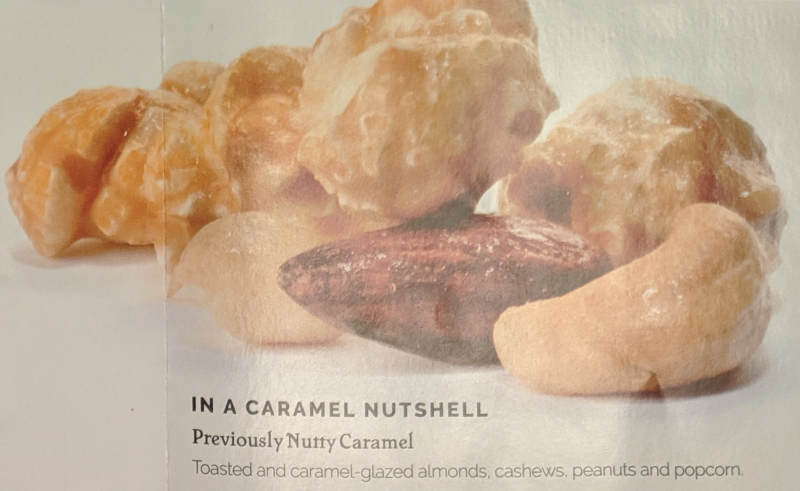 IN A CARAMEL NUTSHELL
Previously Nutty Caramel
Toasted and caramel-glazed almonds, cashews, peanuts and popcorn.